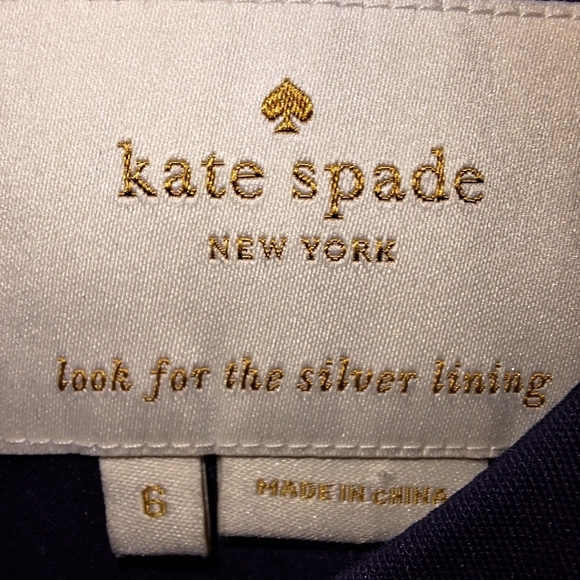 kate spade
NEW YORK
look for the silver lining
6
MADE IN CHINA